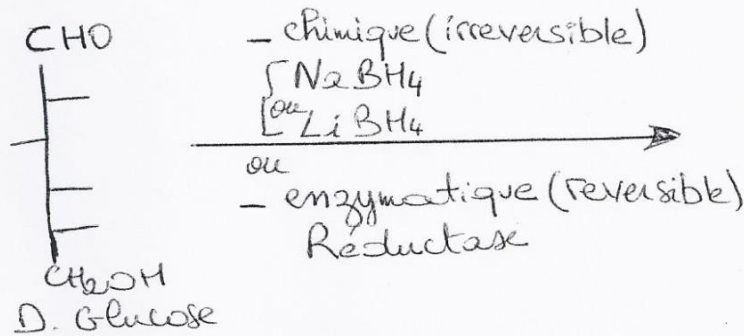 CHO
- chimique (irreversible)
[ NaBH4
[ ou LiBH4
ou
- enzymatique (reversible)
Réductase
CH2OH
D. Glucose